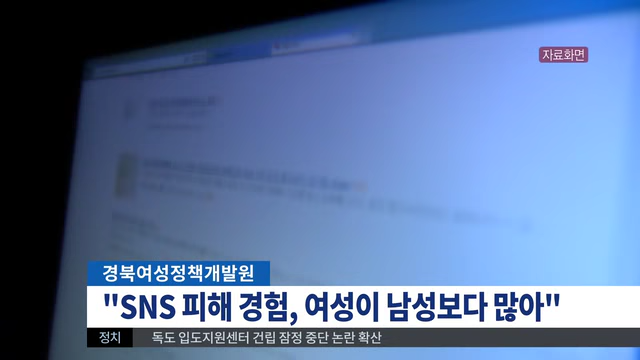 자료화면
경북여성정책개발원
"SNS 피해 경험, 여성이 남성보다 많아"
정치 독도 입도지원센터 건립 잠정 중단 논란 확산